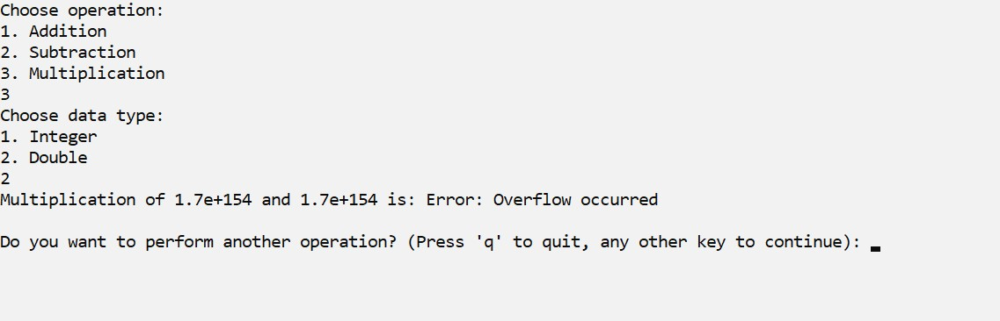 Choose operation:
1. Addition
2. Subtraction
3. Multiplication
3
Choose data type:
1. Integer
2. Double
2
Multiplication of 1.7e+154 and 1.7e+154 is: Error: Overflow occurred
Do you want to perform another operation? (Press 'q' to quit, any other key to continue):